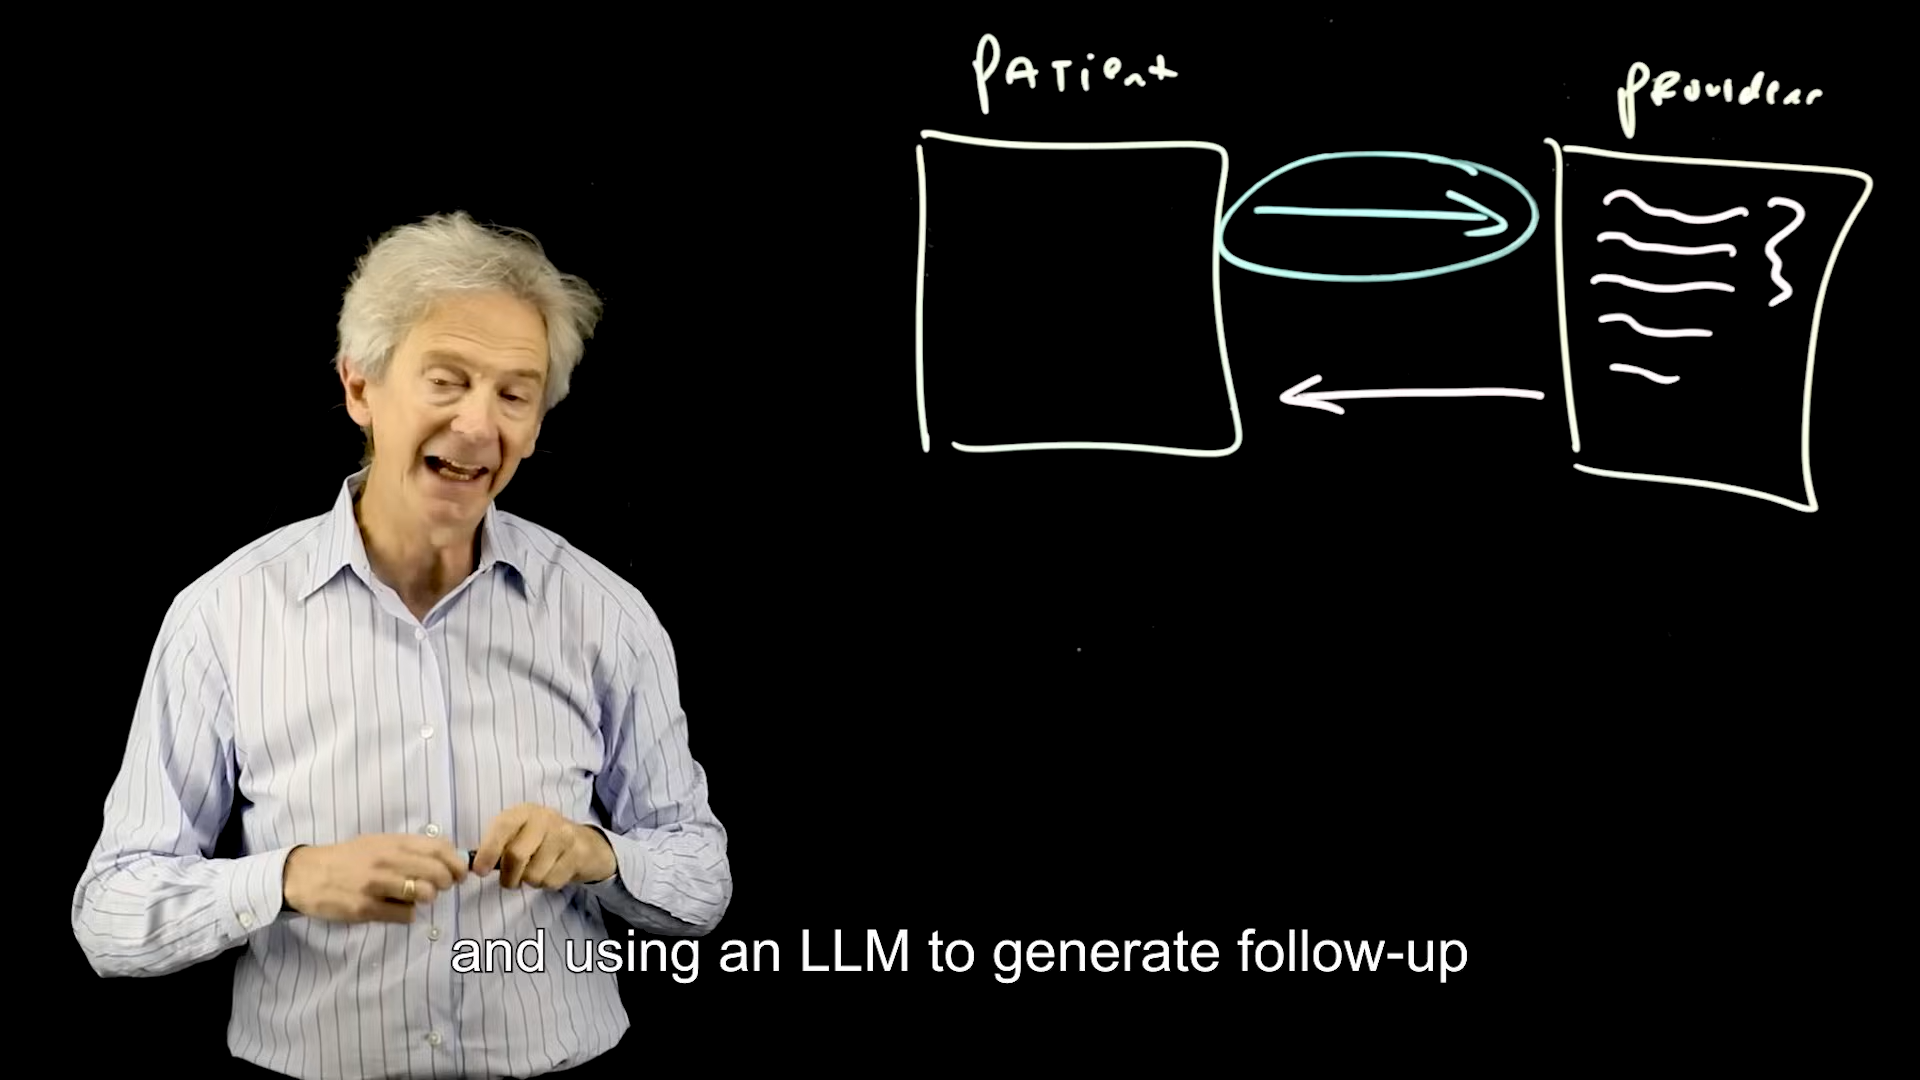 PATient
PROVIDER
and using an LLM to generate follow-up